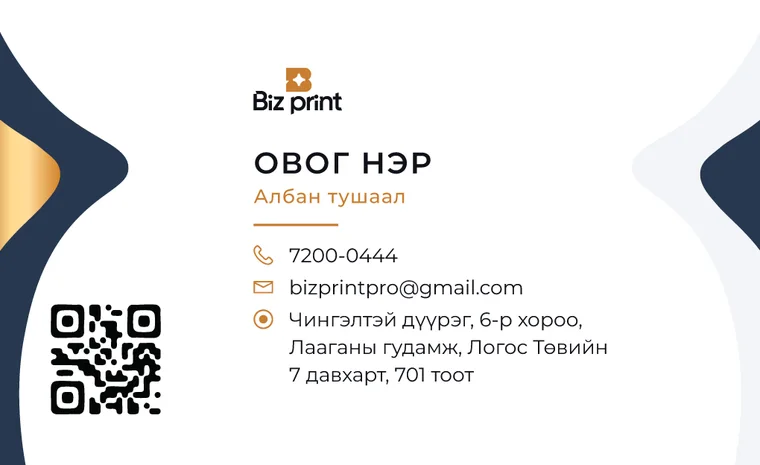 Biz print
ОВОГ НЭР
Албан тушаал
7200-0444
bizprintpro@gmail.com
Чингэлтэй дүүрэг, 6-р хороо,
Лааганы гудамж, Логос Төвийн
7 давхарт, 701 тоот